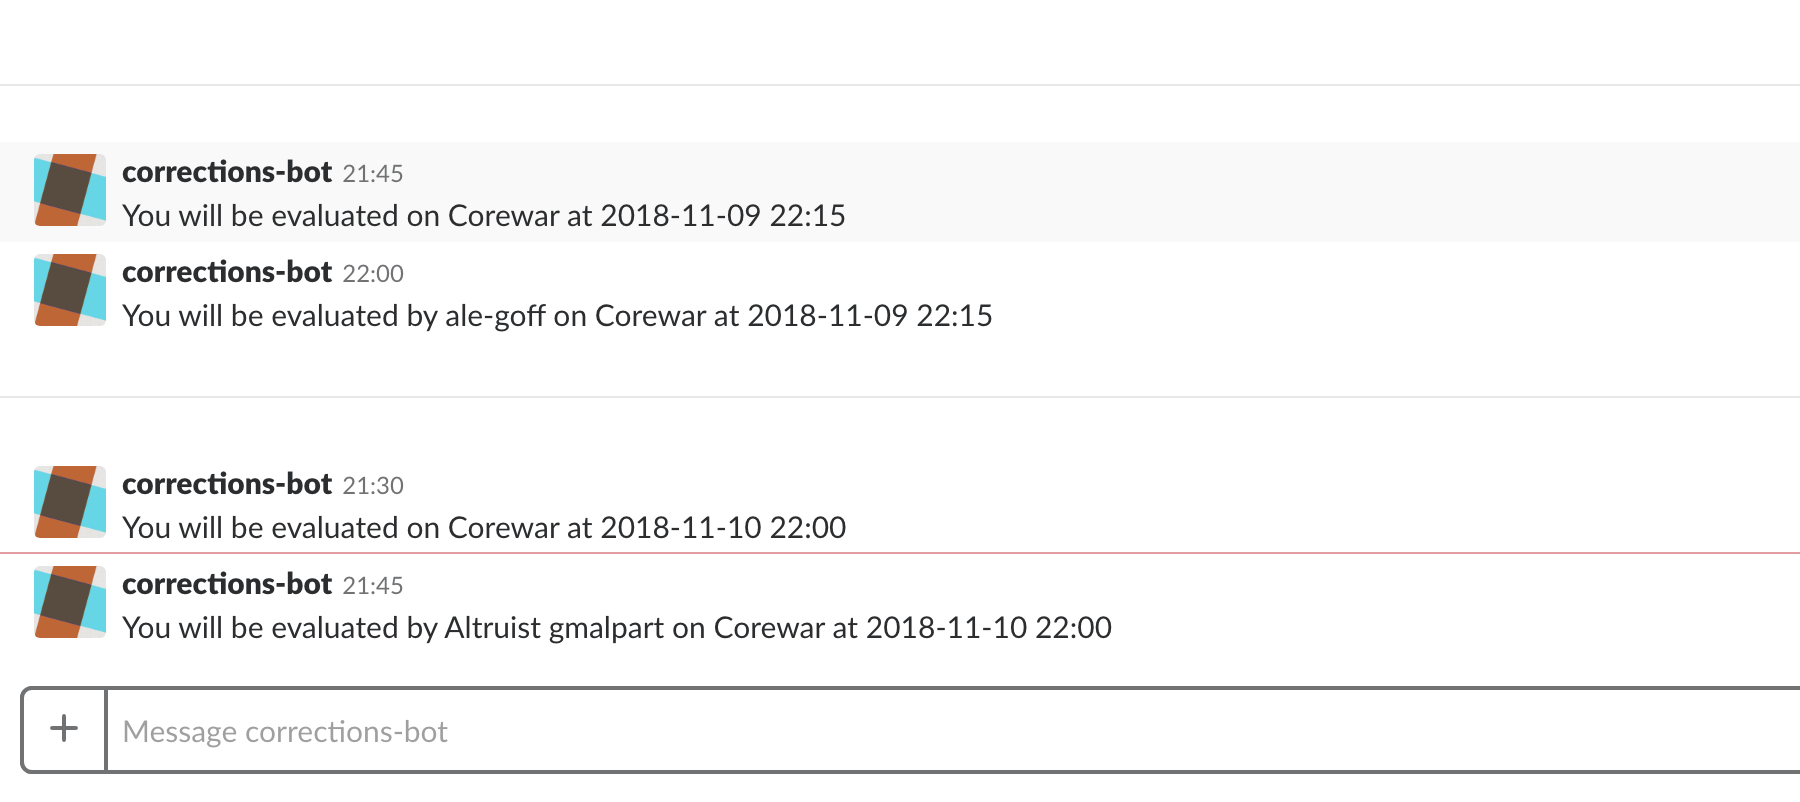 corrections-bot 21:45
You will be evaluated on Corewar at 2018-11-09 22:15
corrections-bot 22:00
You will be evaluated by ale-goff on Corewar at 2018-11-09 22:15
corrections-bot 21:30
You will be evaluated on Corewar at 2018-11-10 22:00
corrections-bot 21:45
You will be evaluated by Altruist gmalpart on Corewar at 2018-11-10 22:00
Message corrections-bot